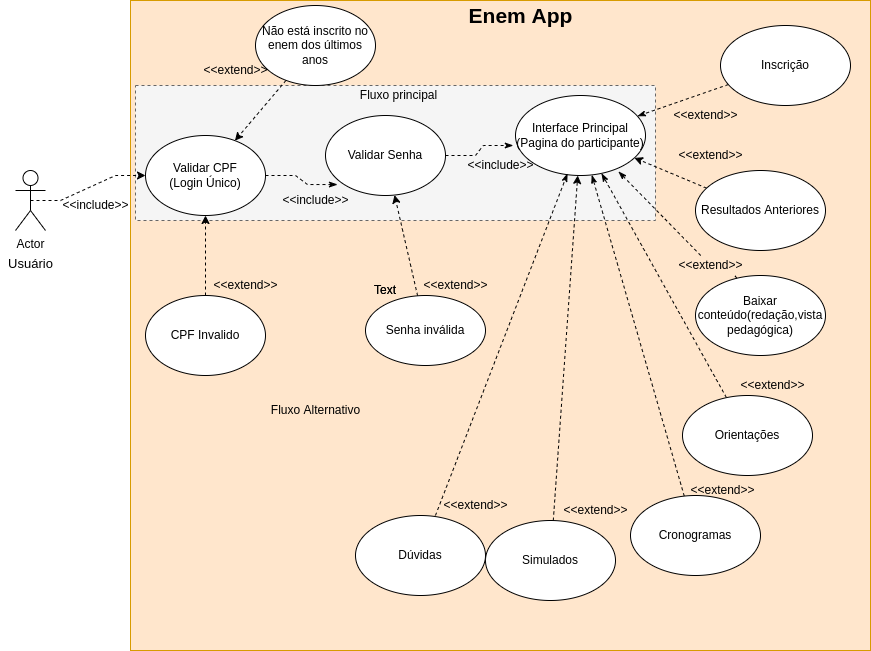 Enem App
Não está inscrito no
enem dos últimos
anos
<<extend>>
Inscrição
Fluxo principal
<<extend>>
Interface Principal
(Pagina do participante)
Validar CPF
(Login Único)
Validar Senha
<<include>>
<<extend>>
<<include>>
<<include>>
Resultados Anteriores
Actor
Usuário
<<extend>>
<<extend>>
Text
<<extend>>
Baixar
conteúdo(redação,vista
pedagógica)
CPF Invalido
Senha inválida
<<extend>>
Fluxo Alternativo
Orientações
<<extend>>
<<extend>>
<<extend>>
Cronogramas
Dúvidas
Simulados